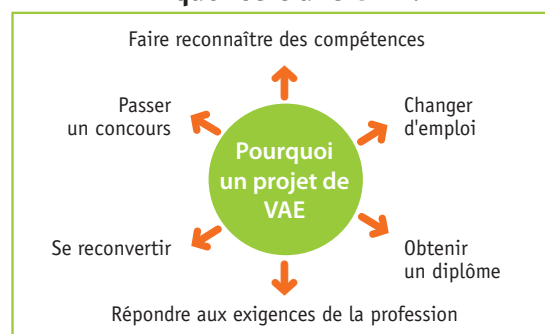 Faire reconnaître des compétences
Passer
un concours
Changer
d'emploi
Pourquoi
un projet de
VAE
Se reconvertir
Obtenir
un diplôme
Répondre aux exigences de la profession